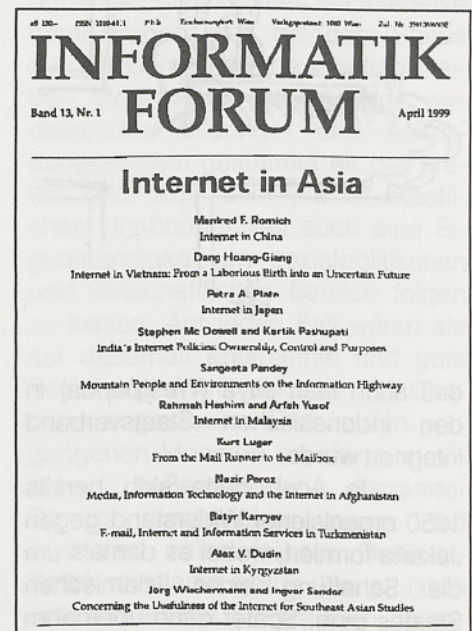 INFORMATIK
Band 13, Nr. 1 FORUM April 1999
Internet in Asia
Manfred F. Romich
Internet in China
Dang Hoang-Giang
Internet in Vietnam: From a Laborious Birth into an Uncertain Future
Petra A. Plate
Internet in Japan
Stephen Mc Dowell and Kartik Pashupati
India's Internet Policies: Ownership, Control and Purposes
Sangeeta Pandey
Mountain People and Environments on the Information Highway
Rahmah Hashim and Arfah Yusof
Internet in Malaysia
Kurt Luger
From the Mail Runner to the
Nazir Peroz
Media, Information Technology and the Internet in Afghanistan
Batyr Karryev
E-mail, Internet and Information Services in Turkmenistan
Alex V. Dudin
Internet in Kyrgyzstan
Jörg Wischermann and Ingvar Sander
Concerning the Usefulness of the Internet for Southeast Asian Studies